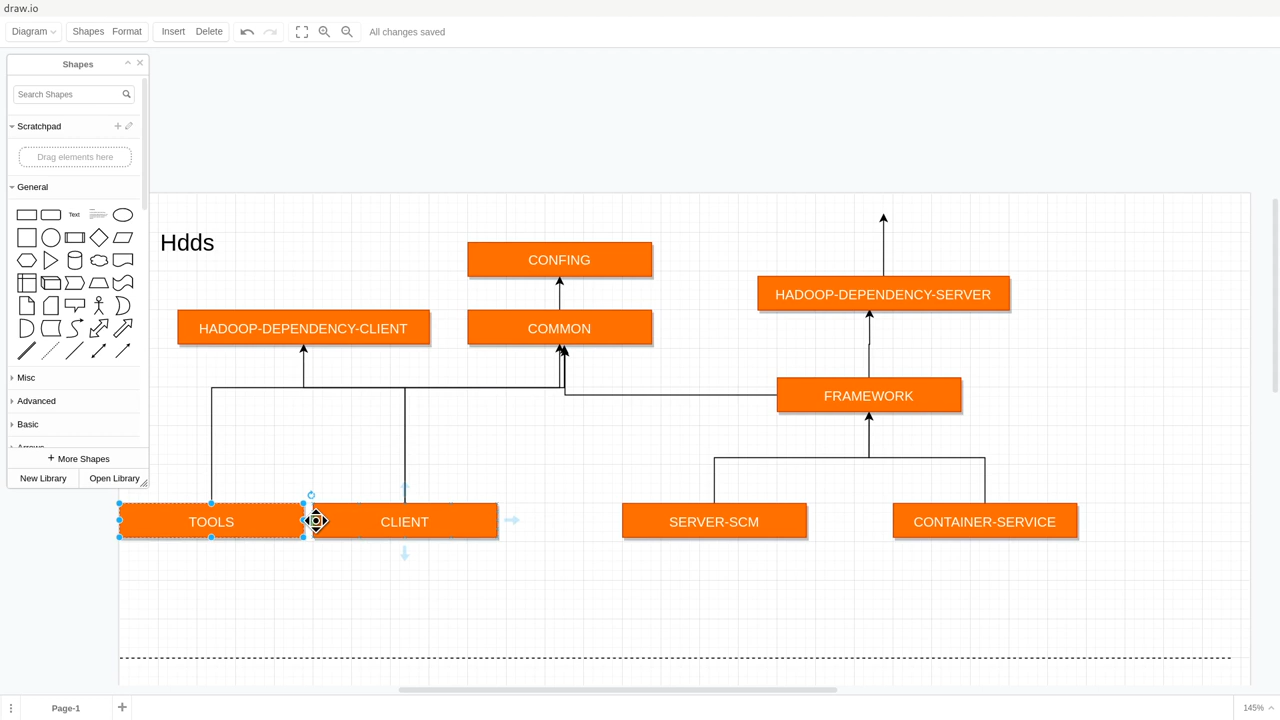 draw.io
Diagram
Shapes
Format
Insert
Delete
All changes saved
Shapes
Search Shapes
Scratchpad
Drag elements here
General
Text
Misc
Advanced
Basic
Arrows
More Shapes
New Library
Open Library
Hdds
CONFING
HADOOP-DEPENDENCY-SERVER
HADOOP-DEPENDENCY-CLIENT
COMMON
FRAMEWORK
TOOLS
CLIENT
SERVER-SCM
CONTAINER-SERVICE
Page-1
145%